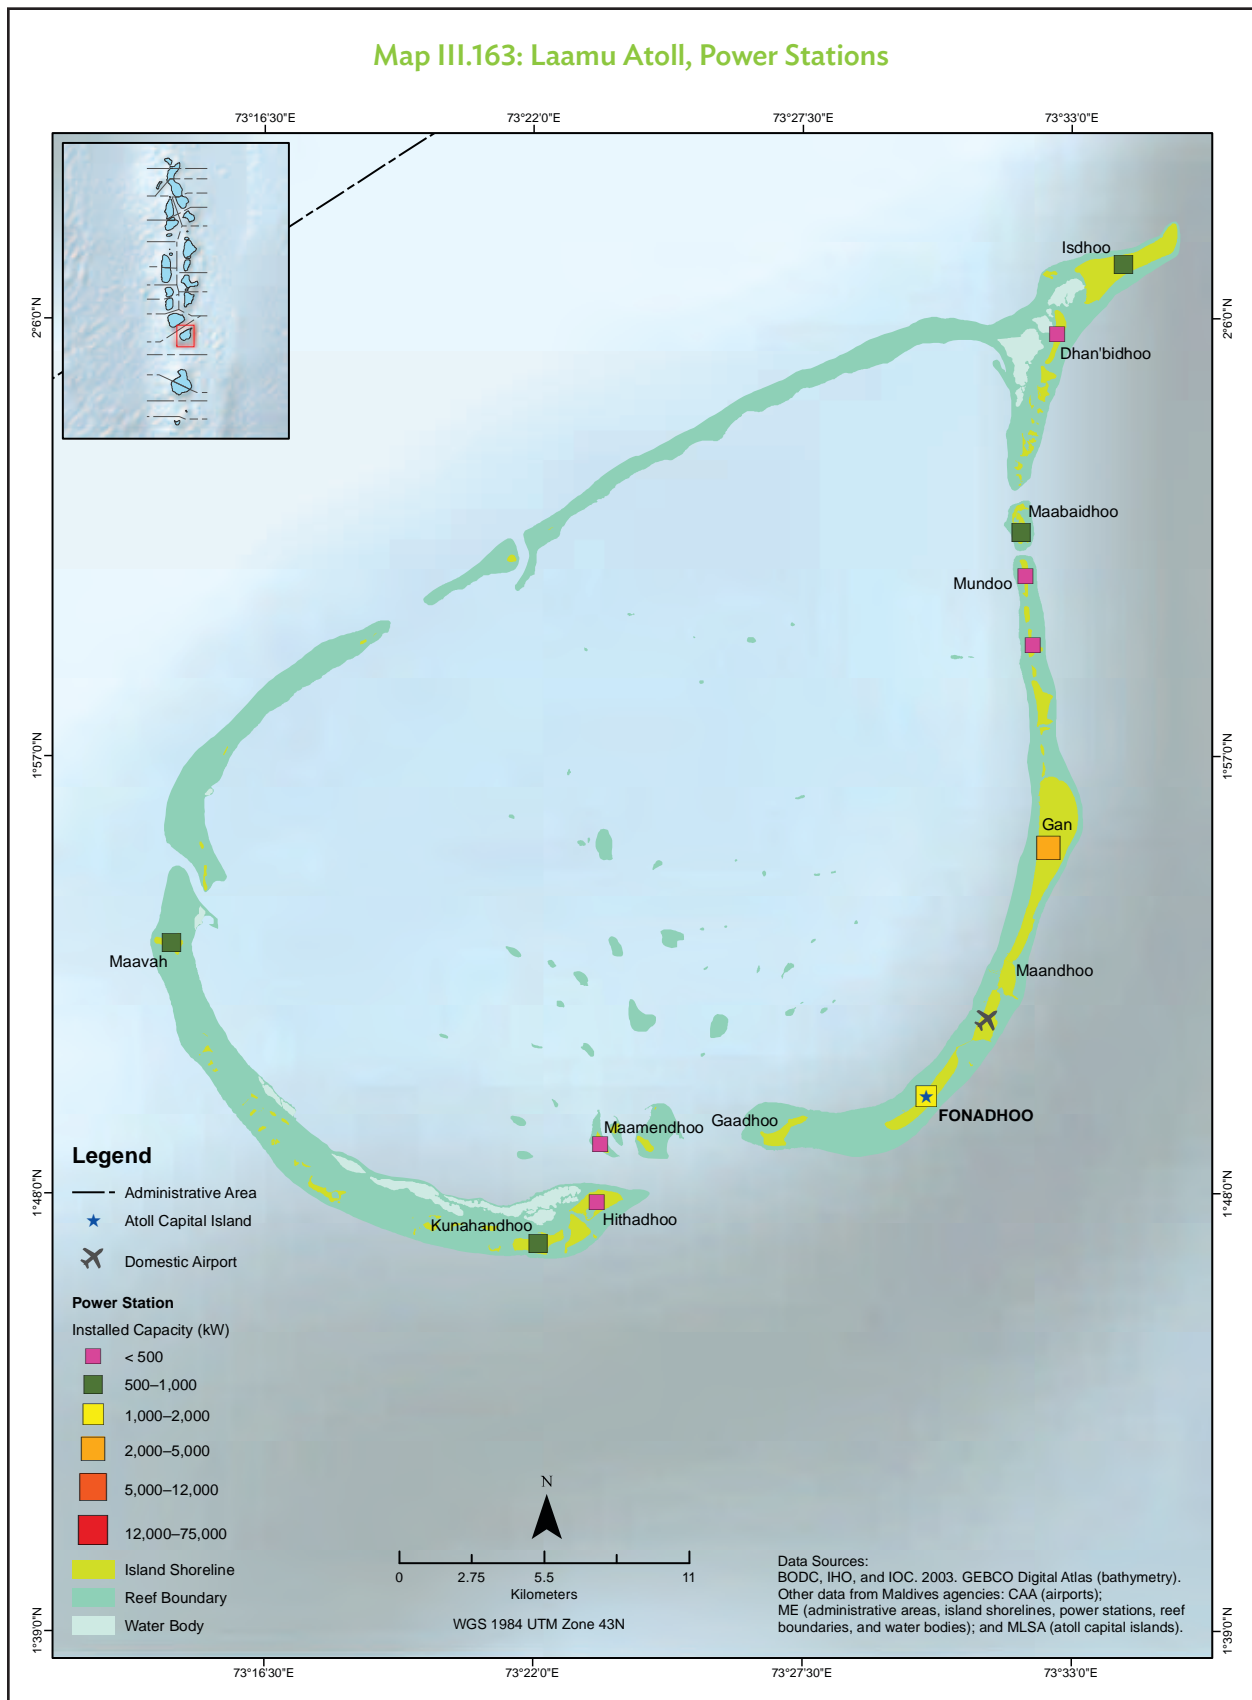 Map III.163: Laamu Atoll, Power Stations
73°16'30"E
73°22'0"E
73°27'30"E
73°33'0"E
2°6'0"N
2°6'0"N
1°57'0"N
1°57'0"N
1°48'0"N
1°48'0"N
1°39'0"N
1°39'0"N
Isdhoo
Dhan'bidhoo
Maabaidhoo
Mundoo
Gan
Maavah
Maandhoo
FONADHOO
Gaadhoo
Maamendhoo
Hithadhoo
Kunahandhoo
Legend
Administrative Area
Atoll Capital Island
Domestic Airport
Power Station
Installed Capacity (kW)
< 500
500–1,000
1,000–2,000
2,000–5,000
5,000–12,000
12,000–75,000
Island Shoreline
Reef Boundary
Water Body
N
0 2.75 5.5 11
Kilometers
WGS 1984 UTM Zone 43N
Data Sources:
BODC, IHO, and IOC. 2003. GEBCO Digital Atlas (bathymetry).
Other data from Maldives agencies: CAA (airports);
ME (administrative areas, island shorelines, power stations, reef
boundaries, and water bodies); and MLSA (atoll capital islands).
73°16'30"E
73°22'0"E
73°27'30"E
73°33'0"E